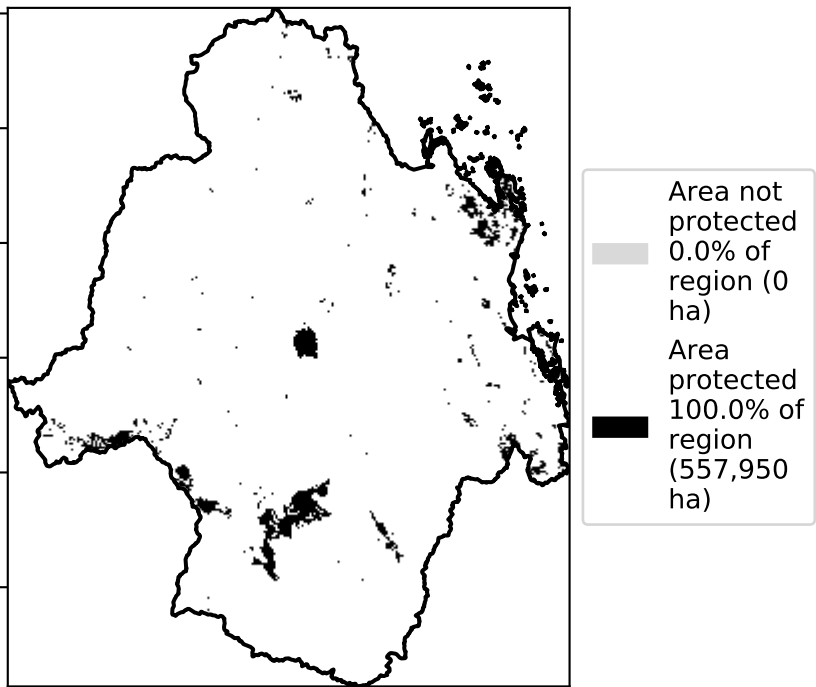 Area not
protected
0.0% of
region (0
ha)
Area
protected
100.0% of
region
(557,950
ha)